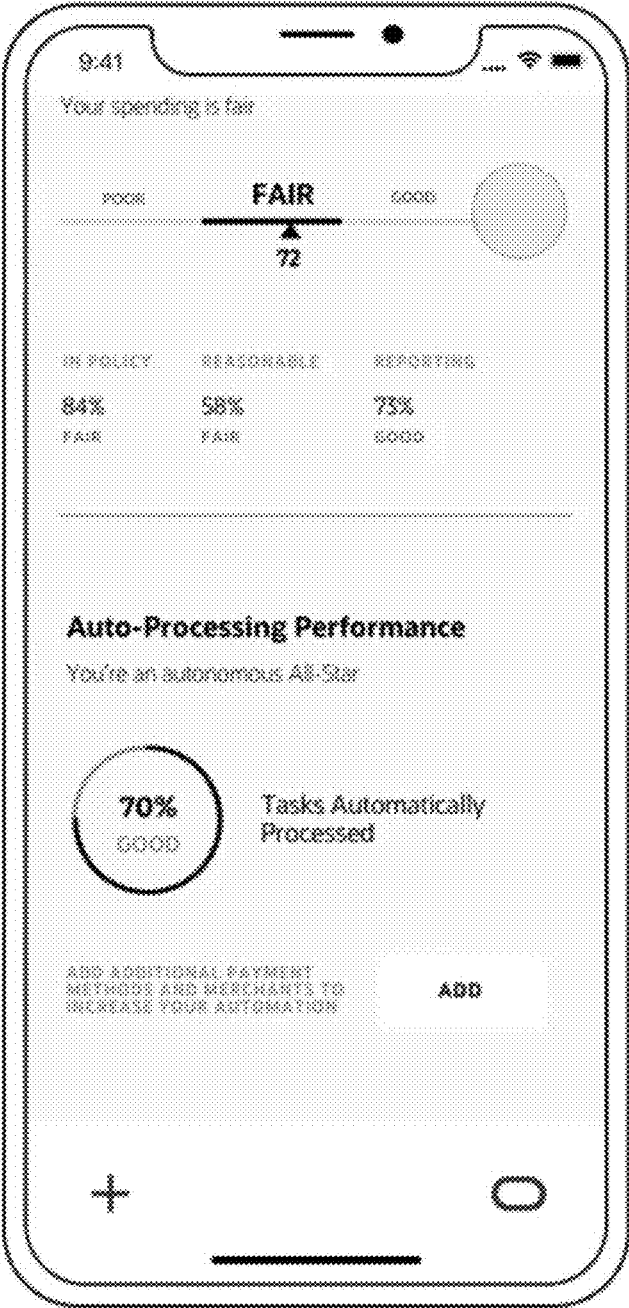 9:41
Your spending is fair
POOR FAIR GOOD
72
IN POLICY REASONABLE REPORTING
84% 58% 73%
FAIR FAIR GOOD
Auto-Processing Performance
You're an autonomous All-Star
70%
GOOD
Tasks Automatically
Processed
ADD ADDITIONAL PAYMENT
METHODS AND MERCHANTS TO
INCREASE YOUR AUTOMATION
ADD